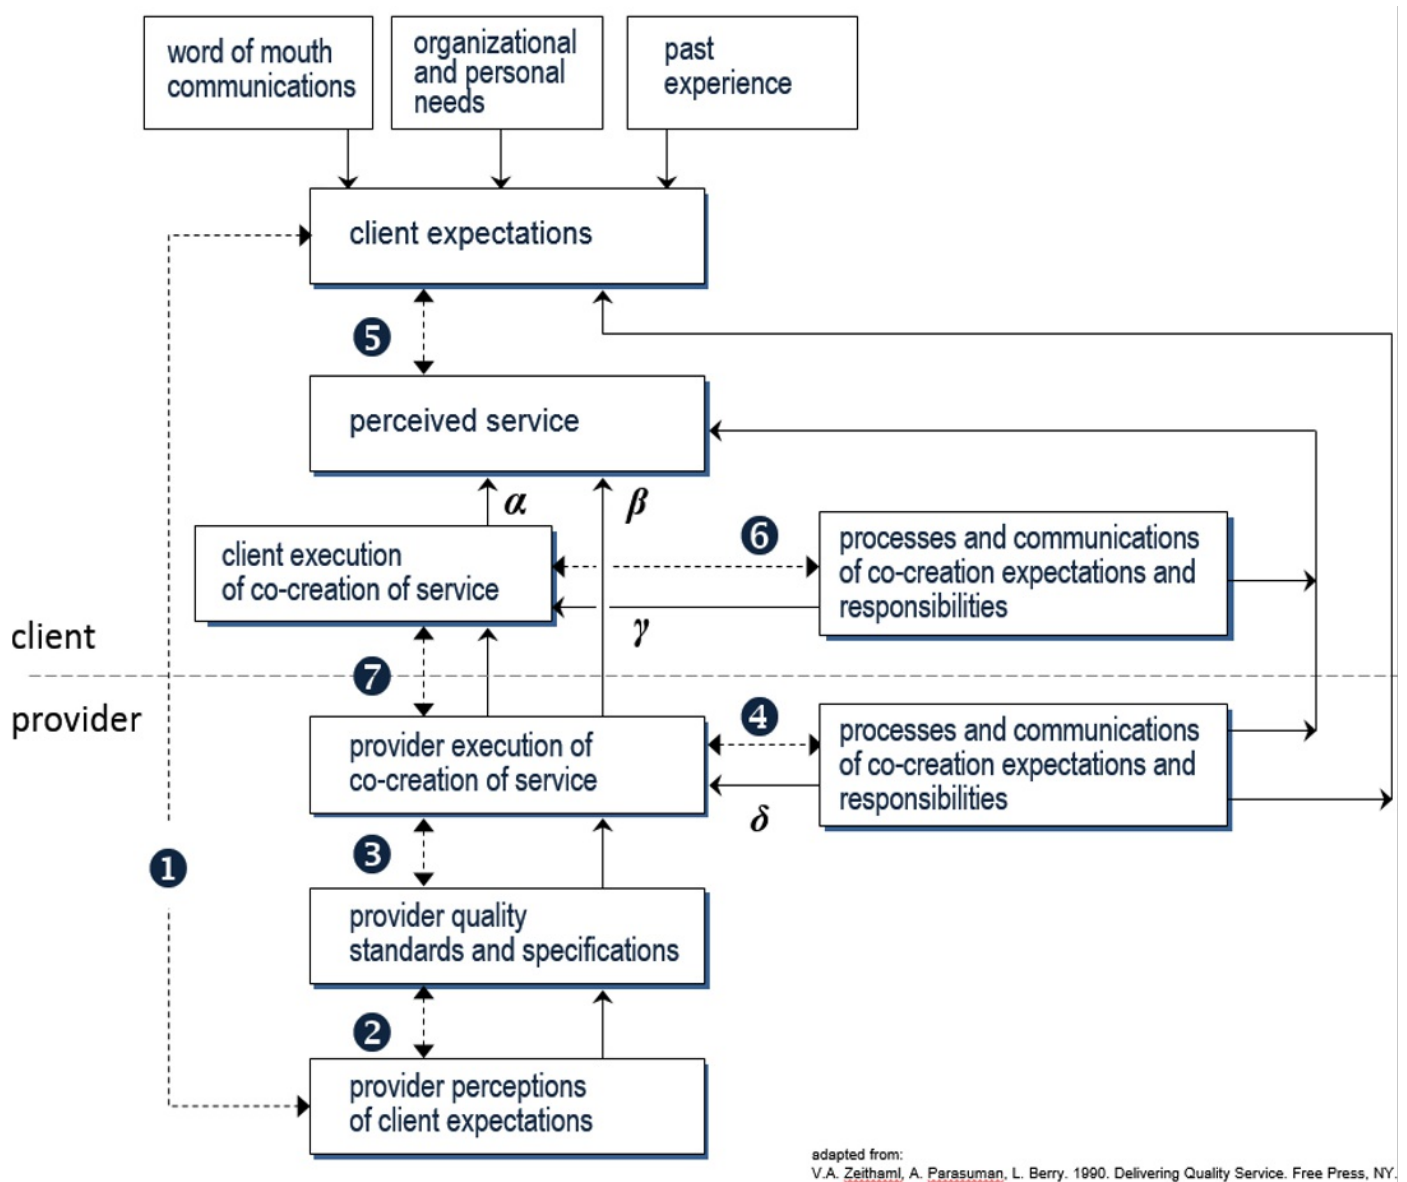 word of mouth
communications
organizational
and personal
needs
past
experience
client expectations
5
perceived service
α
β
client execution
of co-creation of service
6
processes and communications
of co-creation expectations and
responsibilities
γ
client
7
provider
provider execution of
co-creation of service
4
processes and communications
of co-creation expectations and
responsibilities
δ
3
1
provider quality
standards and specifications
2
provider perceptions
of client expectations
adapted from:
V.A. Zeithaml, A. Parasuman, L. Berry. 1990. Delivering Quality Service. Free Press, NY.